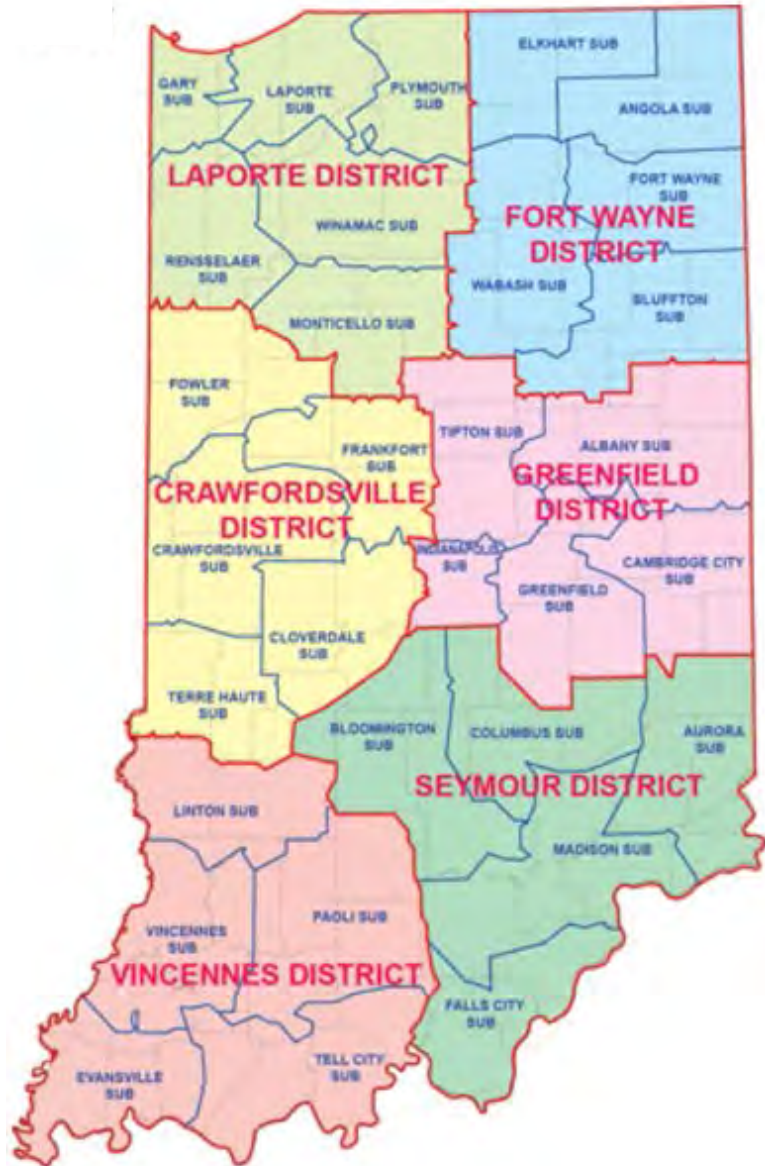 ELKHART SUB
GARY
SUB
LAPORTE
SUB
PLYMOUTH
SUB
ANGOLA SUB
LAPORTE DISTRICT
FORT WAYNE
SUB
FORT WAYNE
DISTRICT
WINAMAC SUB
RENSSELAER
SUB
WABASH SUB
BLUFFTON
SUB
MONTICELLO SUB
FOWLER
SUB
FRANKFORT
SUB
TIPTON SUB
ALBANY SUB
GREENFIELD
DISTRICT
CRAWFORDSVILLE
DISTRICT
CRAWFORDSVILLE
SUB
INDIANAPOLIS
SUB
CAMBRIDGE CITY
SUB
GREENFIELD
SUB
CLOVERDALE
SUB
TERRE HAUTE
SUB
BLOOMINGTON
SUB
COLUMBUS SUB
AURORA
SUB
SEYMOUR DISTRICT
LINTON SUB
MADISON SUB
PAOLI SUB
VINCENNES
SUB
VINCENNES DISTRICT
FALLS CITY
SUB
TELL CITY
SUB
EVANSVILLE
SUB